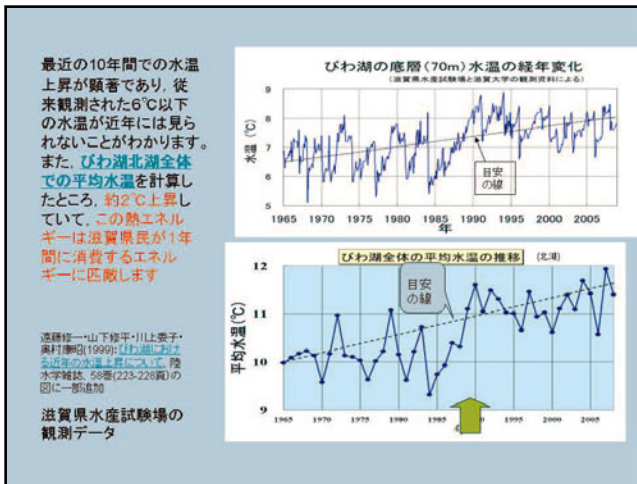 最近の10年間での水温
上昇が顕著であり、従
来観測された6℃以下
の水温が近年には見ら
れないことがわかります。
また、びわ湖北湖全体
での平均水温を計算し
たところ、約2℃上昇し
ていて、この熱エネル
ギーは滋賀県民が1年
間に消費するエネル
ギーに匹敵します
遠藤修一・山下修平・川上委子・
奥村康昭(1999):びわ湖におけ
る近年の水温上昇について、陸
水学雑誌、58巻(223-228頁)の
図に一部追加
滋賀県水産試験場の
観測データ
びわ湖の底層(70m)水温の経年変化
(滋賀県水産試験場と滋賀大学の観測資料による)
水温(℃)
9
8
7
6
5
目安
の線
1965 1970 1975 1980 1985 1990 1995 2000 2005
年
びわ湖全体の平均水温の推移 (北湖)
平均水温(℃)
12
11
10
9
目安
の線
1965 1970 1975 1980 1985 1990 1995 2000 2005